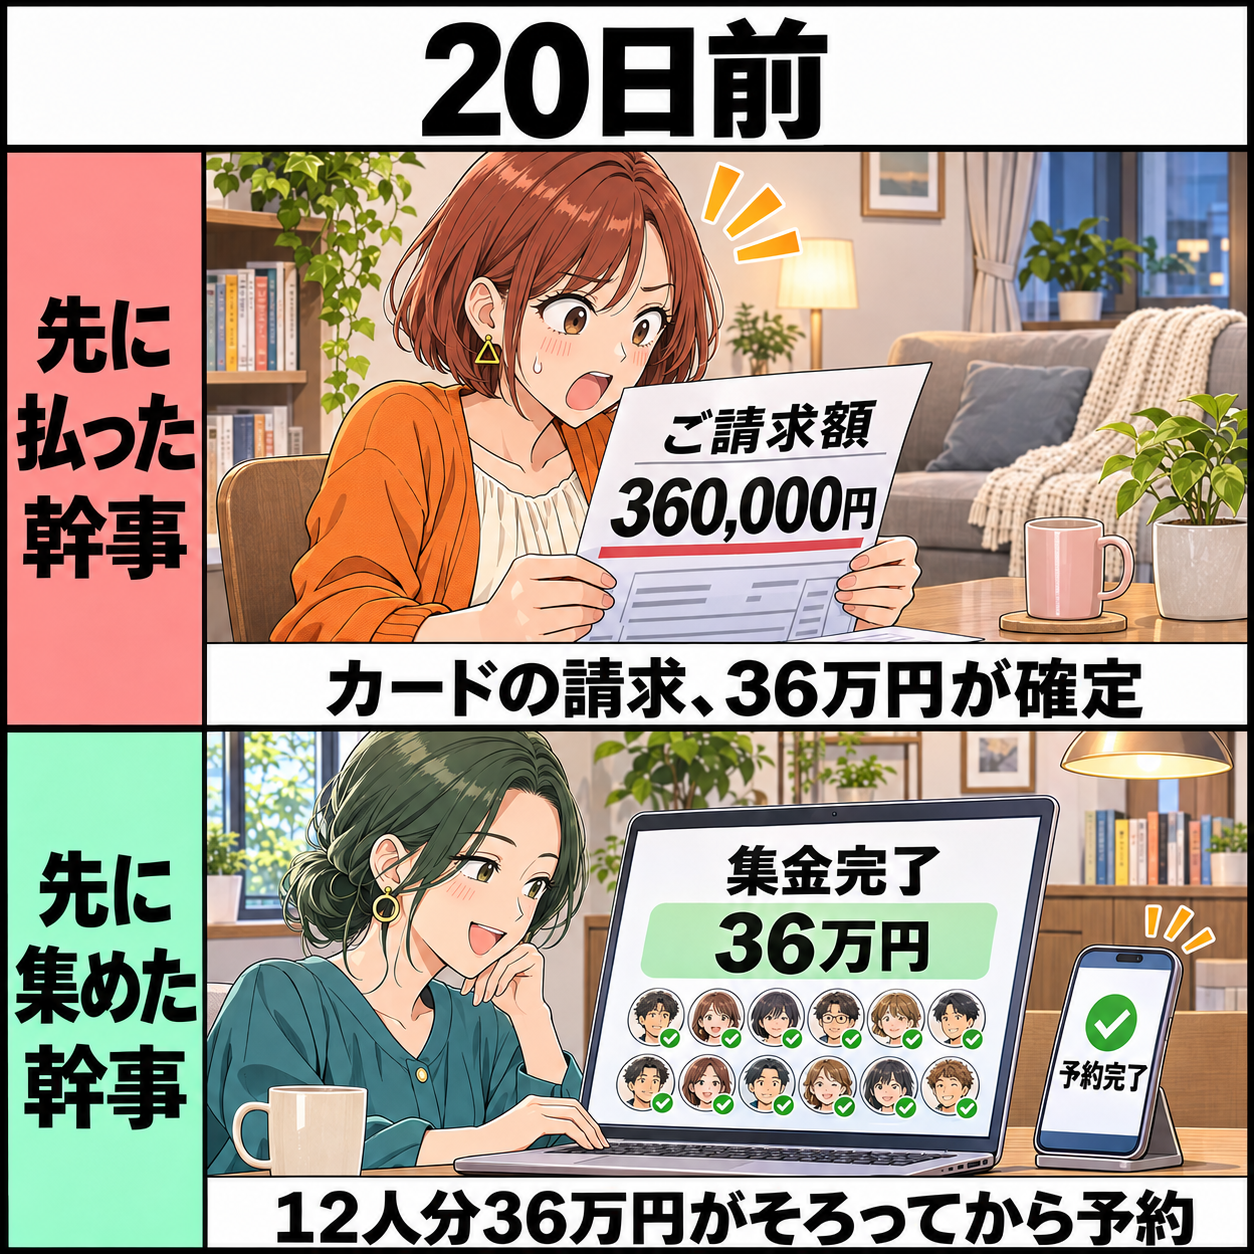 20日前
先に
払った
幹事
ご請求額
360,000円
カードの請求、36万円が確定
先に
集めた
幹事
集金完了
36万円
予約完了
12人分36万円がそろってから予約